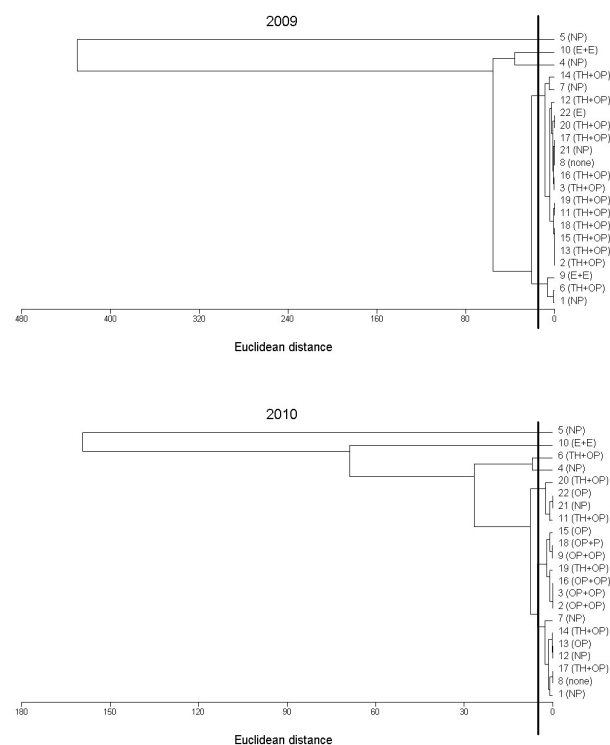 2009
5 (NP)
10 (E+E)
4 (NP)
14 (TH+OP)
7 (NP)
12 (TH+OP)
22 (E)
20 (TH+OP)
17 (TH+OP)
21 (NP)
8 (none)
16 (TH+OP)
3 (TH+OP)
19 (TH+OP)
11 (TH+OP)
18 (TH+OP)
15 (TH+OP)
13 (TH+OP)
2 (TH+OP)
9 (E+E)
6 (TH+OP)
1 (NP)
480 400 320 240 160 80 0
Euclidean distance
2010
5 (NP)
10 (E+E)
6 (TH+OP)
4 (NP)
20 (TH+OP)
22 (OP)
21 (NP)
11 (TH+OP)
15 (OP)
18 (OP+P)
9 (OP+OP)
19 (TH+OP)
16 (OP+OP)
3 (OP+OP)
2 (OP+OP)
7 (NP)
14 (TH+OP)
13 (OP)
12 (NP)
17 (TH+OP)
8 (none)
1 (NP)
180 150 120 90 60 30 0
Euclidean distance